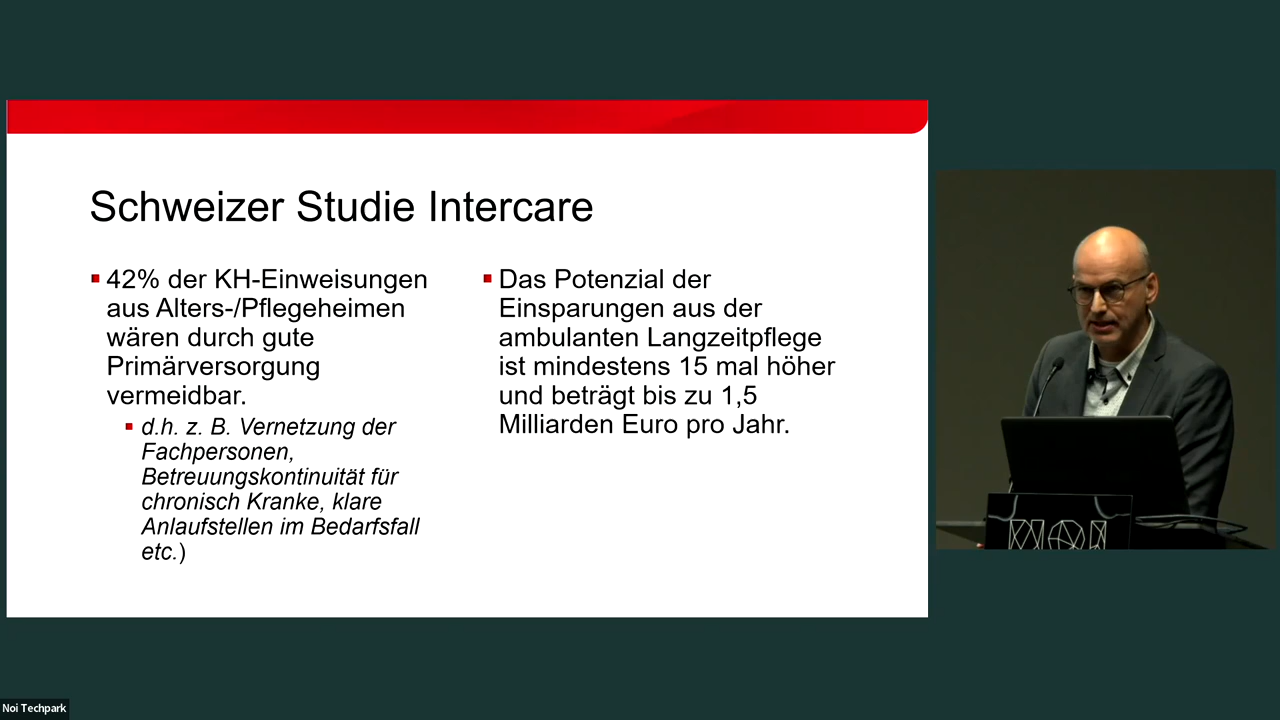 Schweizer Studie Intercare
42% der KH-Einweisungen
aus Alters-/Pflegeheimen
wären durch gute
Primärversorgung
vermeidbar.
d.h. z. B. Vernetzung der
Fachpersonen,
Betreuungskontinuität für
chronisch Kranke, klare
Anlaufstellen im Bedarfsfall
etc.)
Das Potenzial der
Einsparungen aus der
ambulanten Langzeitpflege
ist mindestens 15 mal höher
und beträgt bis zu 1,5
Milliarden Euro pro Jahr.
NOI
Noi Techpark